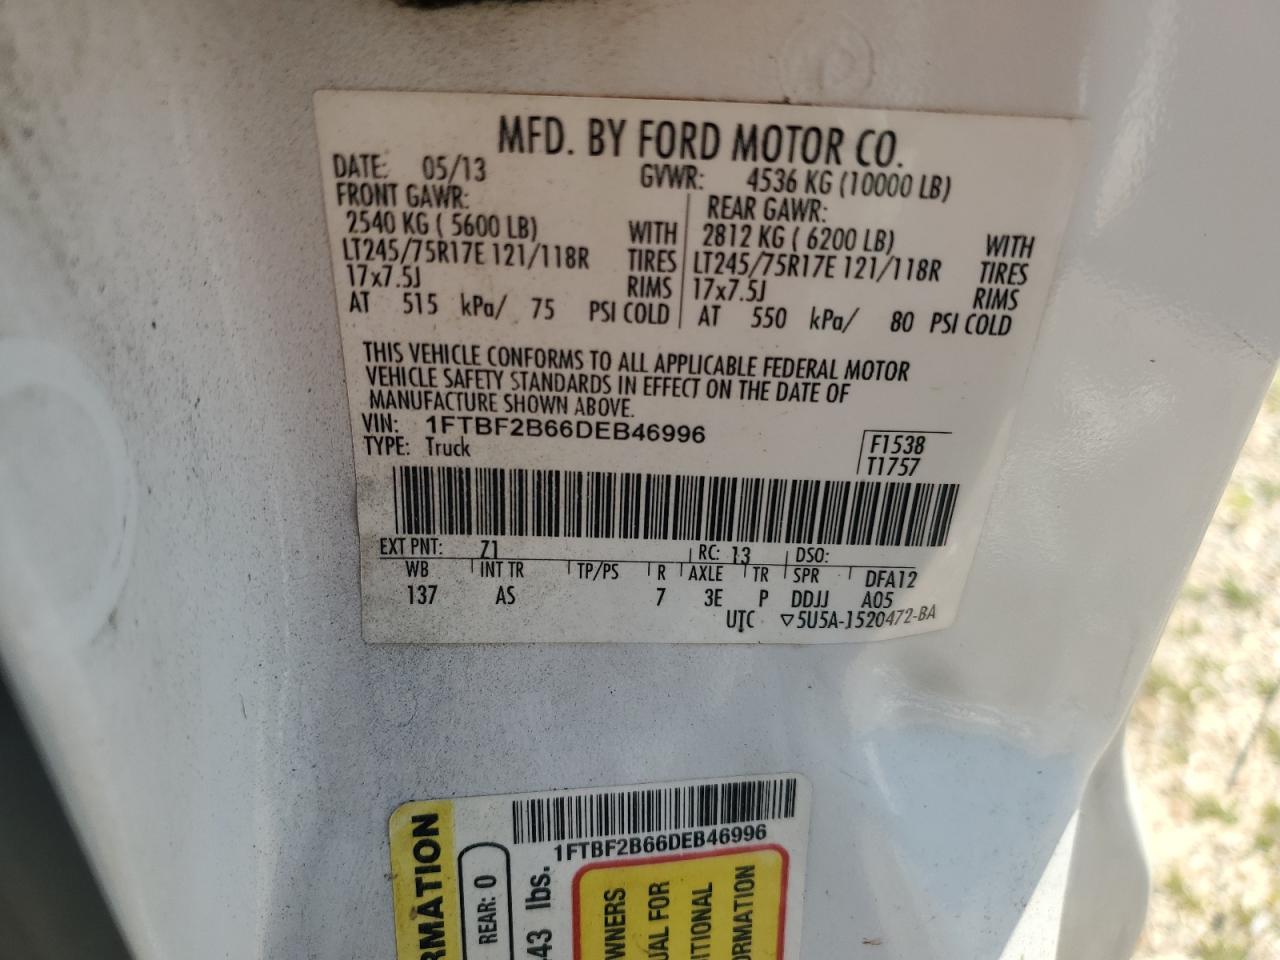 MFD. BY FORD MOTOR CO.
DATE: 05/13 GVWR: 4536 KG (10000 LB)
FRONT GAWR: REAR GAWR:
2540 KG ( 5600 LB) WITH 2812 KG ( 6200 LB) WITH
LT245/75R17E 121/118R TIRES LT245/75R17E 121/118R TIRES
17x7.5J RIMS 17x7.5J RIMS
AT 515 kPa/ 75 PSI COLD AT 550 kPa/ 80 PSI COLD
THIS VEHICLE CONFORMS TO ALL APPLICABLE FEDERAL MOTOR
VEHICLE SAFETY STANDARDS IN EFFECT ON THE DATE OF
MANUFACTURE SHOWN ABOVE.
VIN: 1FTBF2B66DEB46996
TYPE: Truck
F1538
T1757
EXT PNT: Z1 RC: 13 DSO:
WB INT TR TP/PS R AXLE TR SPR DFA12
137 AS 7 3E P DDJJ A05
UTC ▽5U5A-1520472-BA
1FTBF2B66DEB46996
RMATION
REAR: 0
43 lbs.
WNERS
UAL FOR
ITIONAL
ORMATION